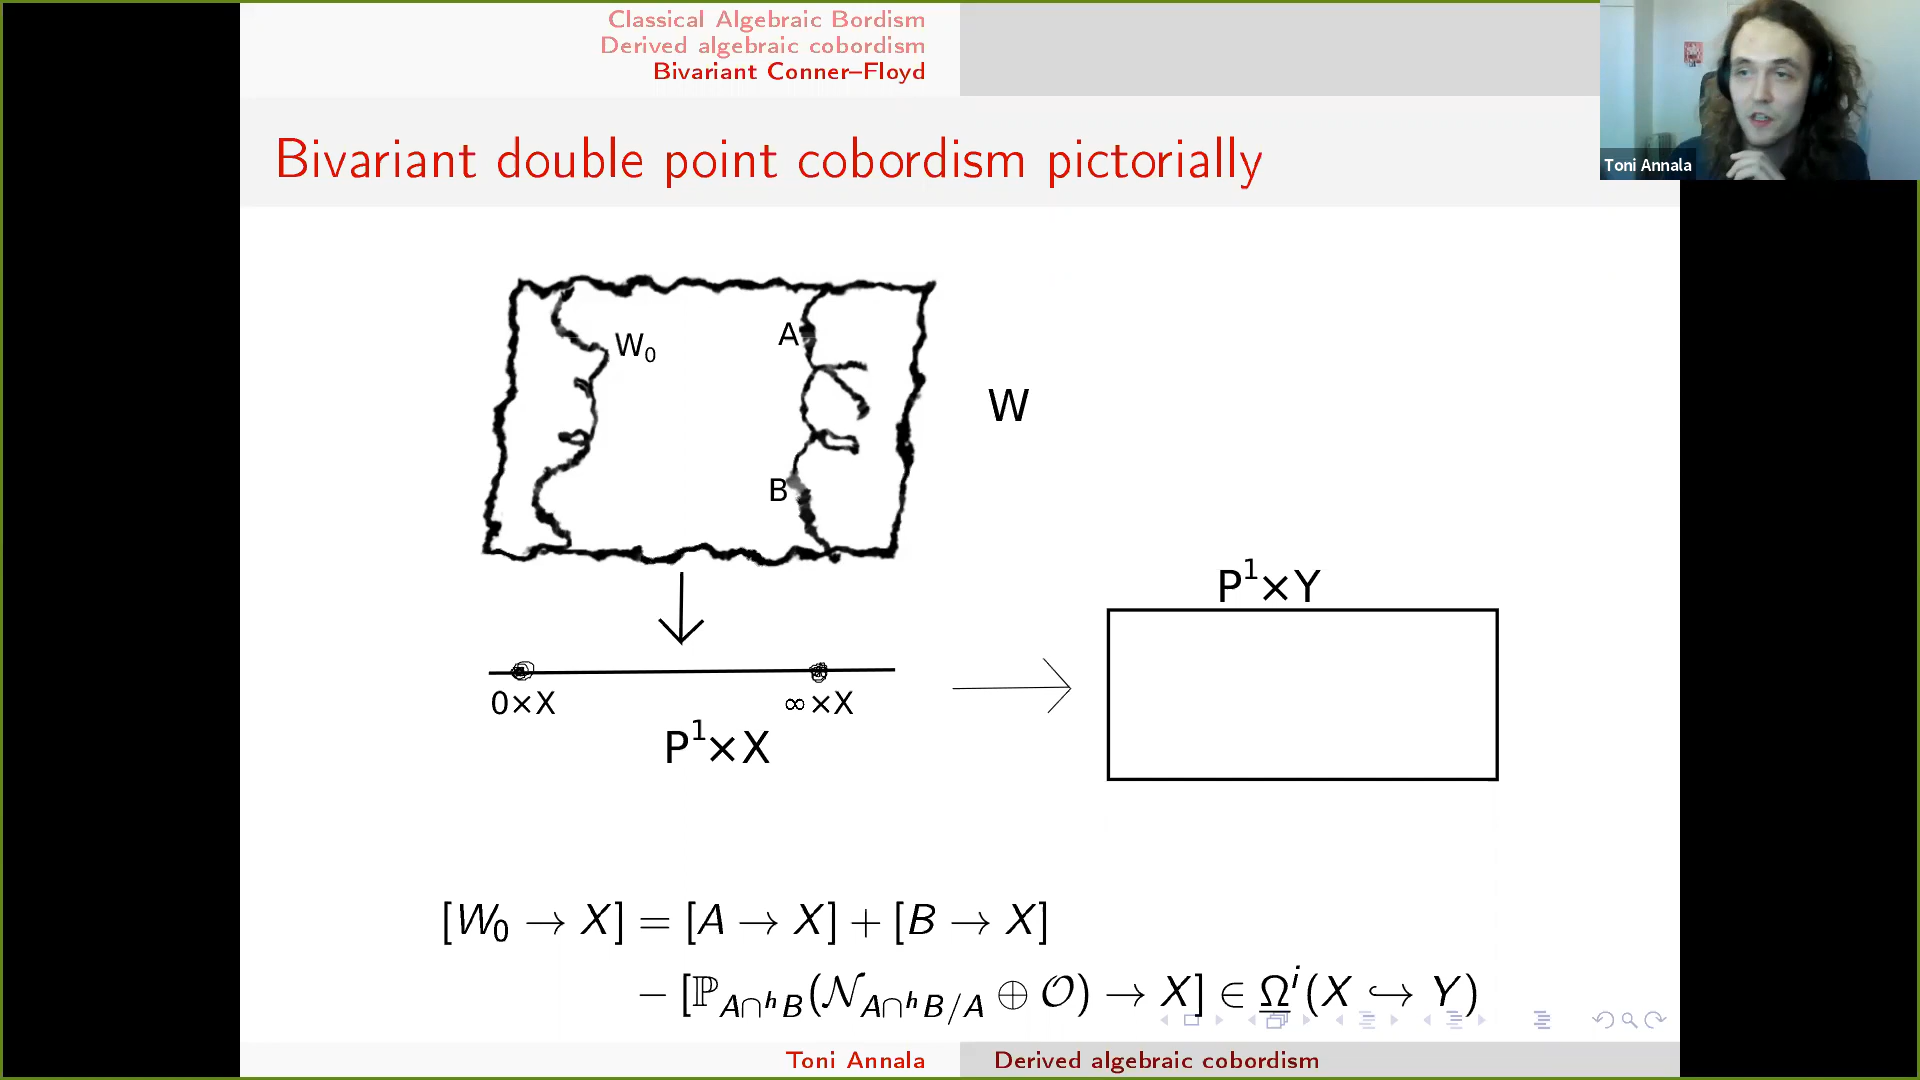 Classical Algebraic Bordism
Derived algebraic cobordism
Bivariant Conner–Floyd
Toni Annala
Bivariant double point cobordism pictorially
W₀
A
W
B
P¹×Y
0×X
∞×X
P¹×X
[W₀ → X] = [A → X] + [B → X]
− [ℙ_{A∩ʰB}(𝒩_{A∩ʰB/A} ⊕ 𝒪) → X] ∈ Ω̲ⁱ(X ↪ Y)
Toni Annala
Derived algebraic cobordism